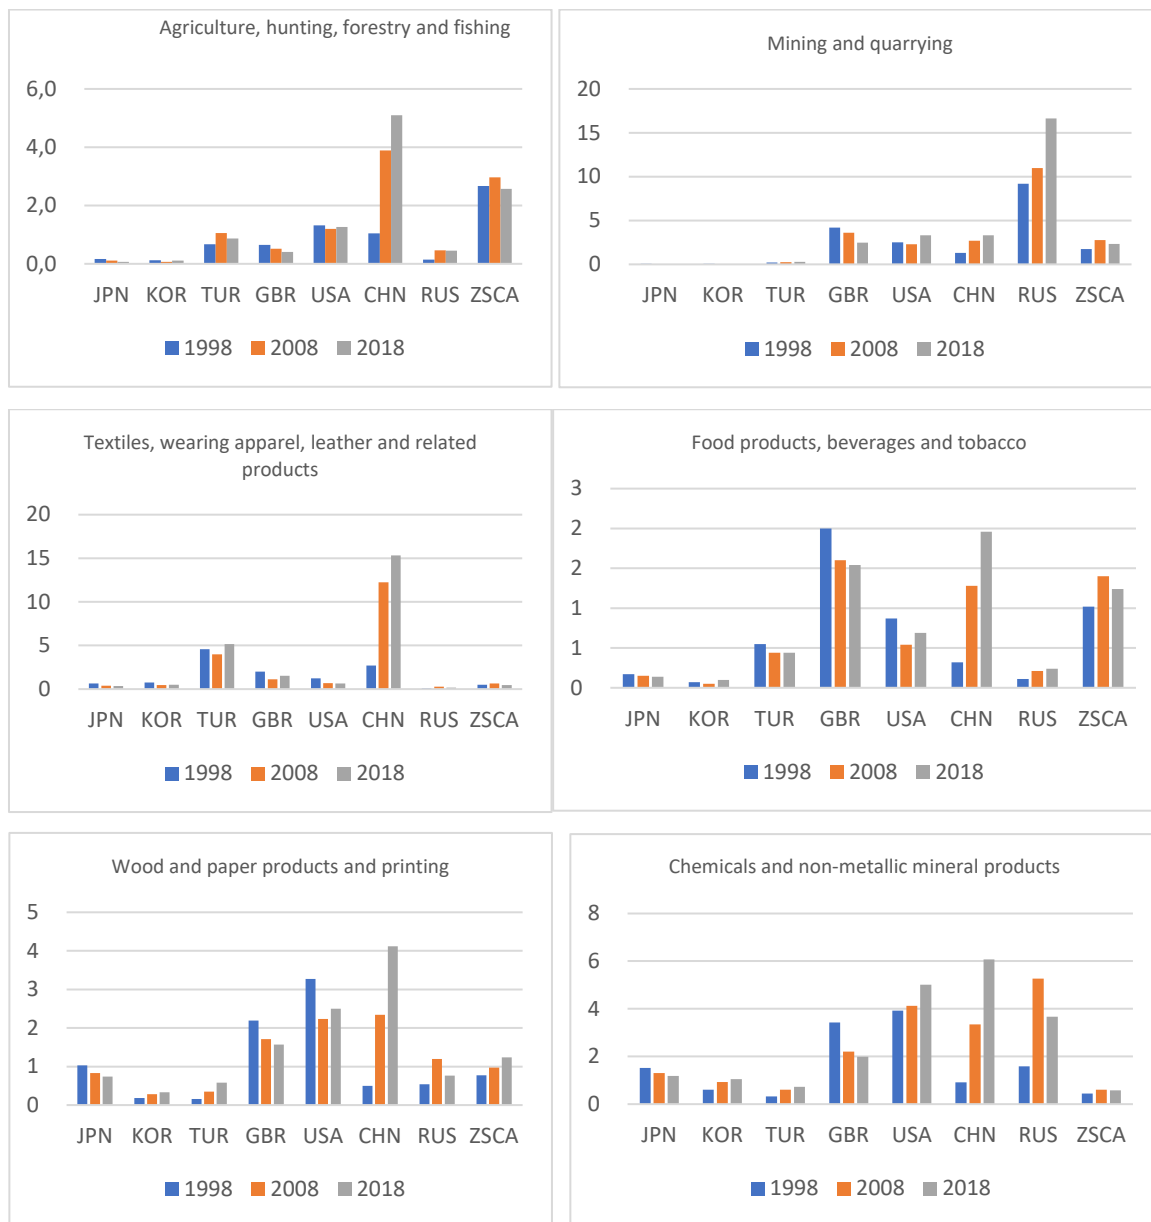 Agriculture, hunting, forestry and fishing
6,0
4,0
2,0
0,0
JPN KOR TUR GBR USA CHN RUS ZSCA
1998 2008 2018
Mining and quarrying
20
15
10
5
0
JPN KOR TUR GBR USA CHN RUS ZSCA
1998 2008 2018
Textiles, wearing apparel, leather and related
products
20
15
10
5
0
JPN KOR TUR GBR USA CHN RUS ZSCA
1998 2008 2018
Food products, beverages and tobacco
3
2
2
1
1
0
JPN KOR TUR GBR USA CHN RUS ZSCA
1998 2008 2018
Wood and paper products and printing
5
4
3
2
1
0
JPN KOR TUR GBR USA CHN RUS ZSCA
1998 2008 2018
Chemicals and non-metallic mineral products
8
6
4
2
0
JPN KOR TUR GBR USA CHN RUS ZSCA
1998 2008 2018